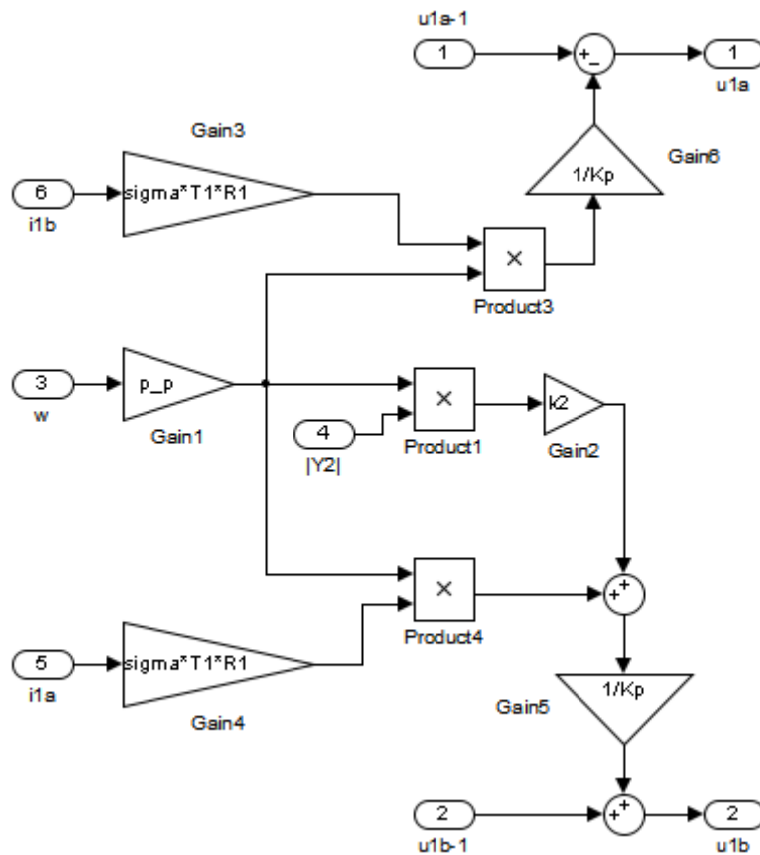 u1a-1
1
+
-
1
u1a
Gain3
sigma*T1*R1
6
i1b
1/Kp
Gain6
×
Product3
3
w
p_p
Gain1
4
|Y2|
×
Product1
k2
Gain2
×
Product4
+
+
5
i1a
sigma*T1*R1
Gain4
1/Kp
Gain5
2
u1b-1
+
+
2
u1b